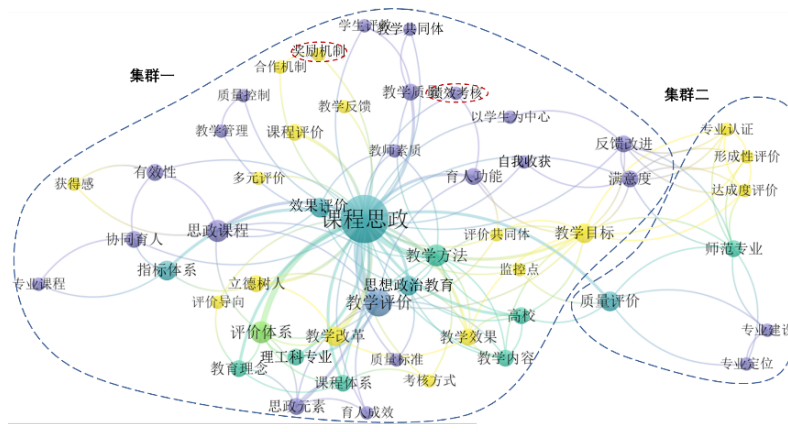 学生评教
教学共同体
奖励机制
合作机制
集群一
质量控制
教学质量
绩效考核
集群二
教学反馈
以学生为中心
教学管理
课程评价
专业认证
反馈改进
教师素质
形成性评价
自我收获
有效性
多元评价
育人功能
满意度
获得感
达成度评价
效果评价
课程思政
思政课程
评价共同体
教学目标
协同育人
师范专业
教学方法
指标体系
监控点
专业课程
立德树人
思想政治教育
评价导向
教学评价
质量评价
高校
评价体系
教学改革
教学效果
专业建设
理工科专业
质量标准
教学内容
专业定位
教育理念
课程体系
考核方式
思政元素
育人成效